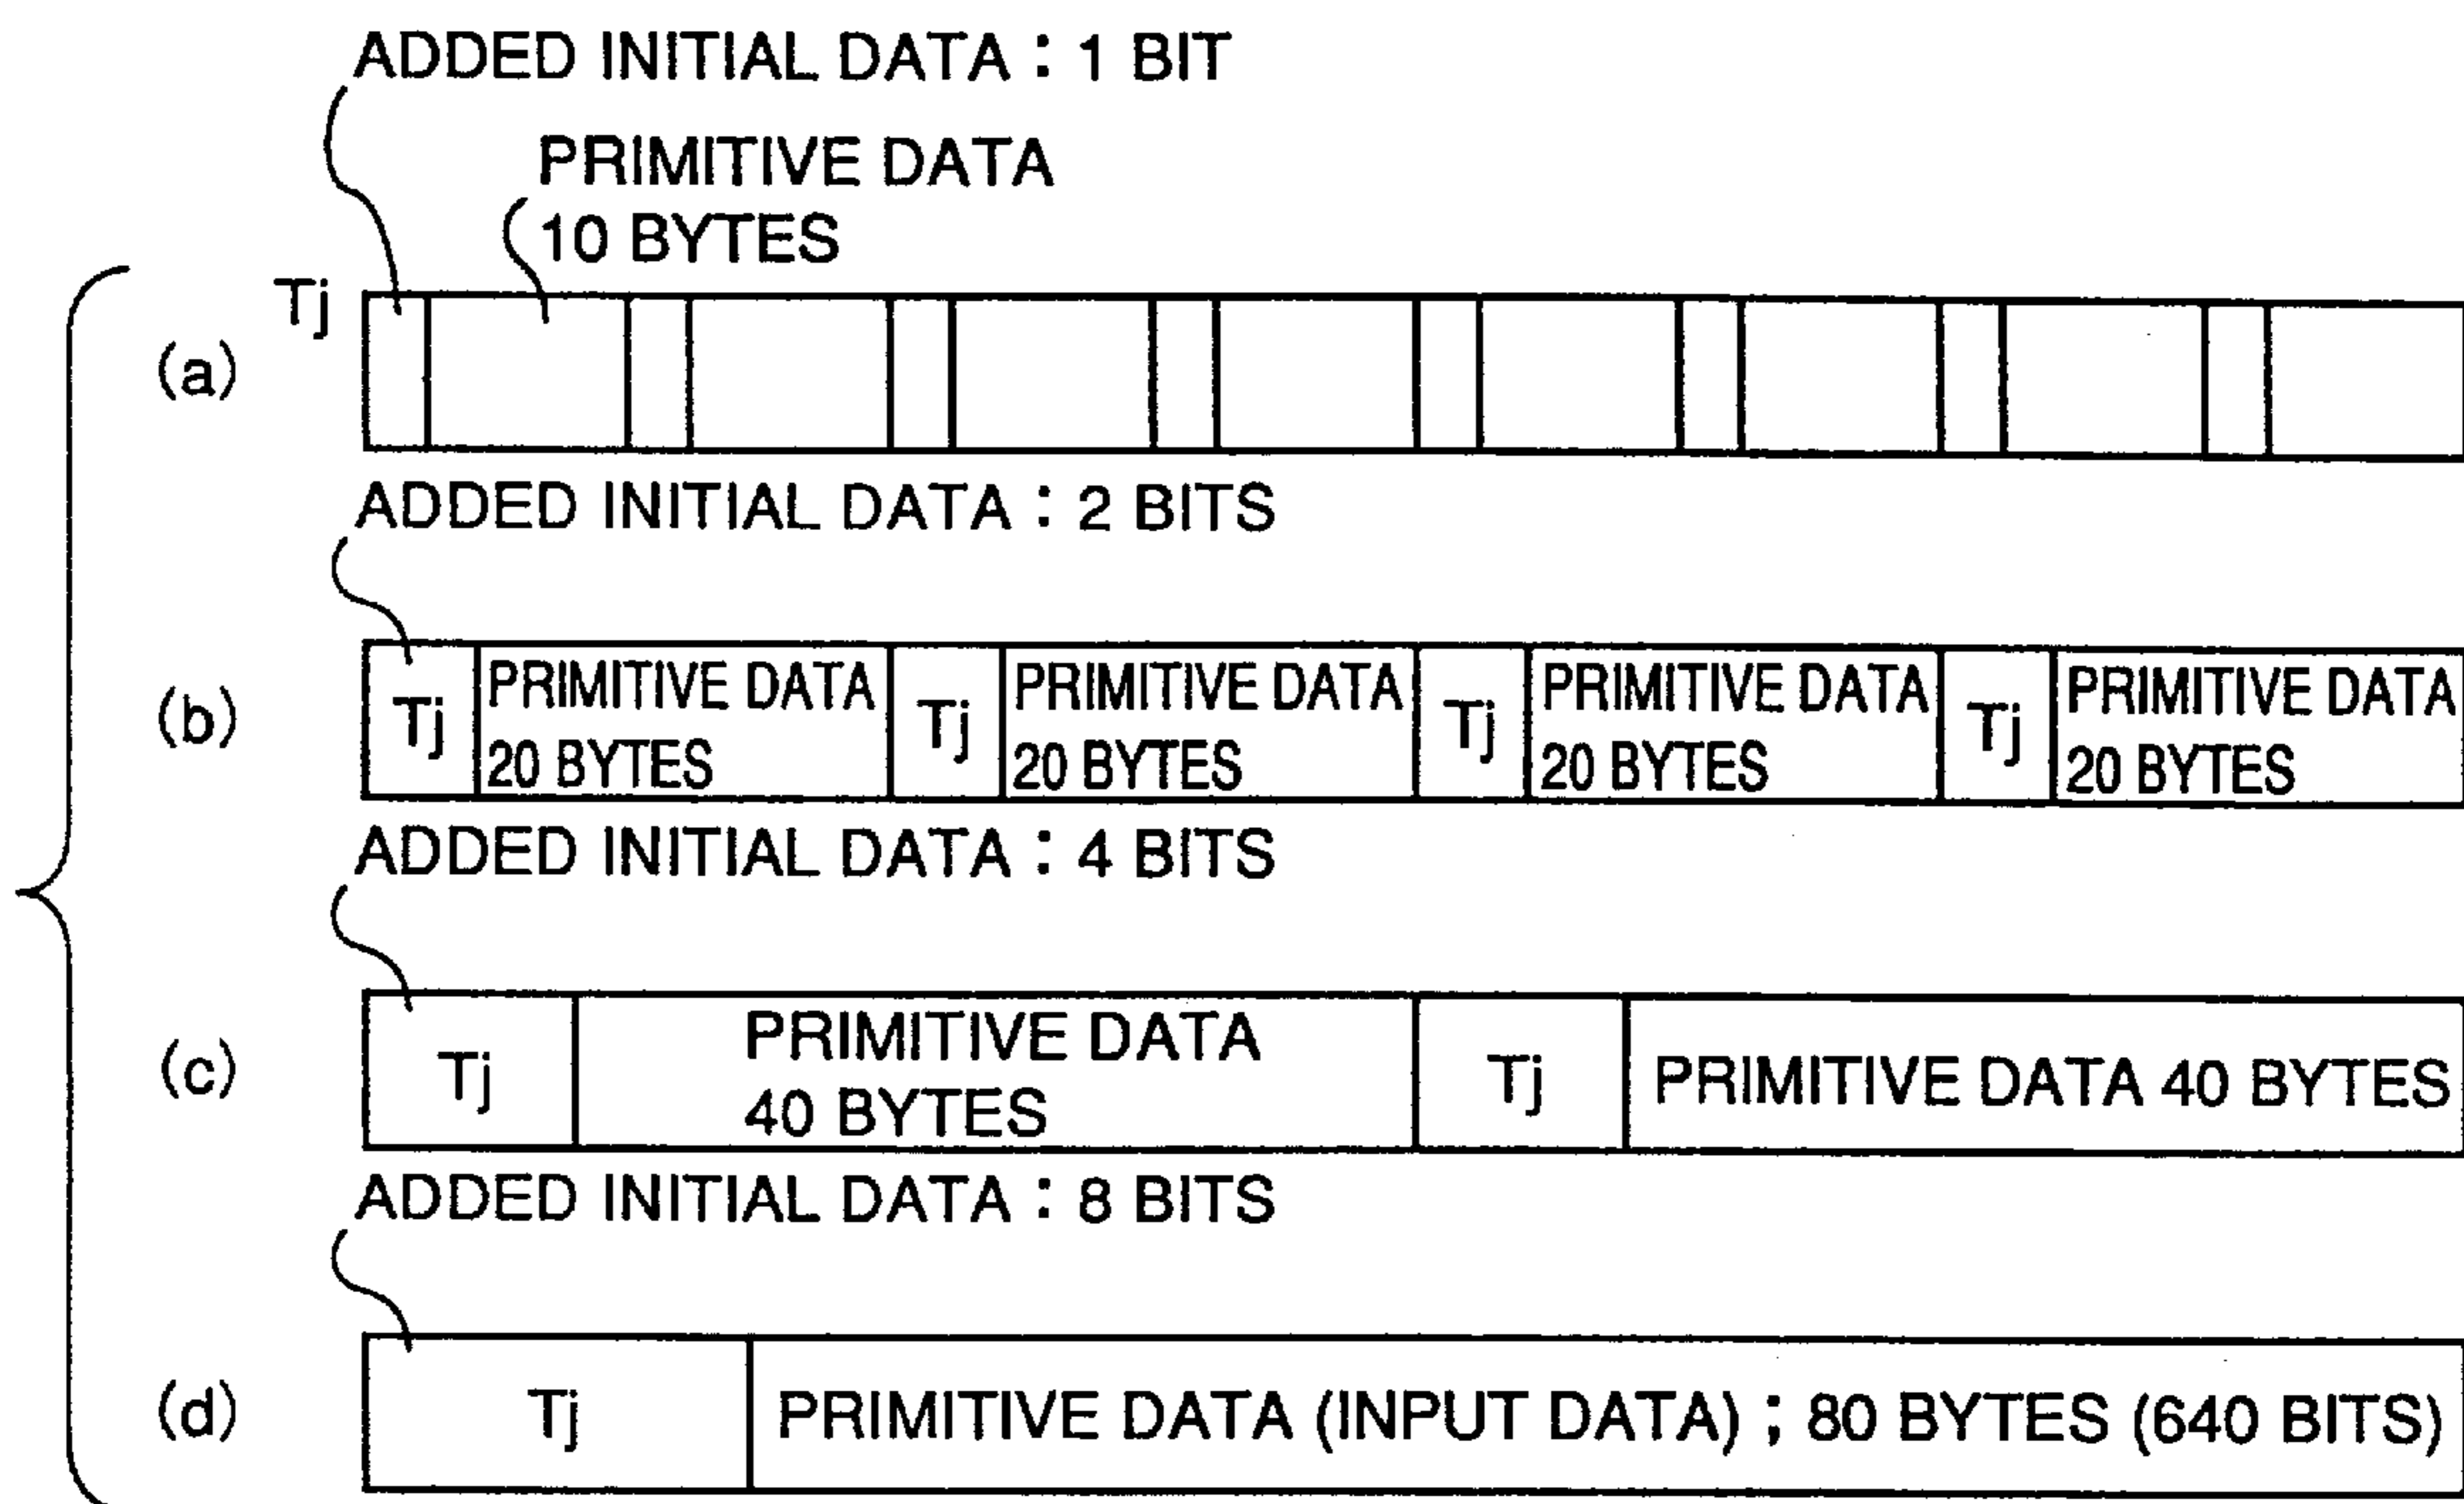 ADDED INITIAL DATA : 1 BIT
PRIMITIVE DATA
10 BYTES
Tj
(a)
ADDED INITIAL DATA : 2 BITS
(b)
Tj
PRIMITIVE DATA
20 BYTES
Tj
PRIMITIVE DATA
20 BYTES
Tj
PRIMITIVE DATA
20 BYTES
Tj
PRIMITIVE DATA
20 BYTES
ADDED INITIAL DATA : 4 BITS
(c)
Tj
PRIMITIVE DATA
40 BYTES
Tj
PRIMITIVE DATA 40 BYTES
ADDED INITIAL DATA : 8 BITS
(d)
Tj
PRIMITIVE DATA (INPUT DATA) ; 80 BYTES (640 BITS)